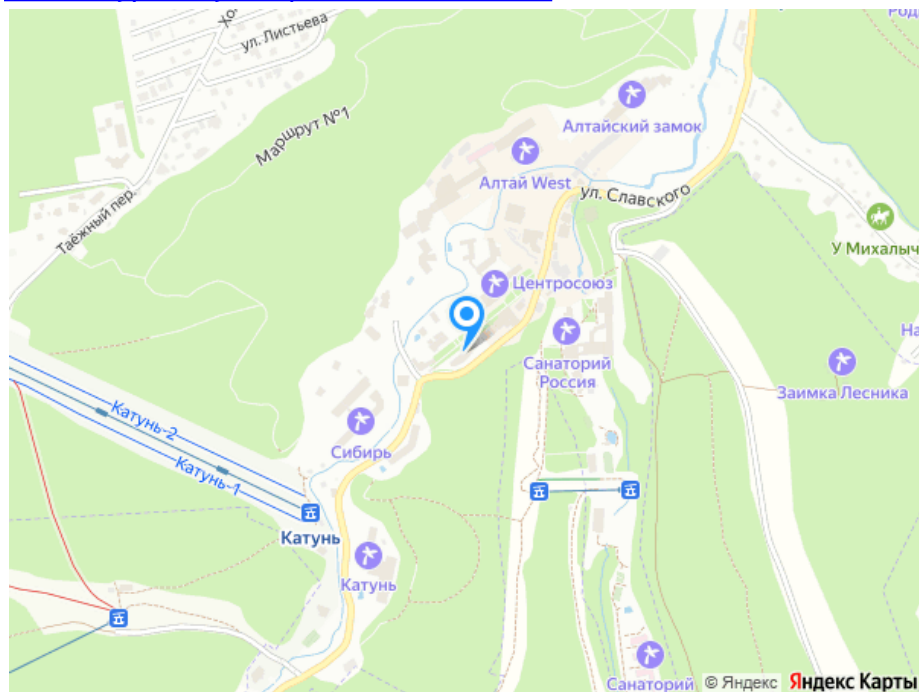 ул. Листьева
Маршрут №1
Алтайский замок
Алтай West
ул. Славского
Таёжный пер.
У Михалыч
Центросоюз
Санаторий
Россия
Заимка Лесника
Катунь-2
Катунь-1
Сибирь
Катунь
Катунь
Санаторий
© Яндекс Яндекс Карты